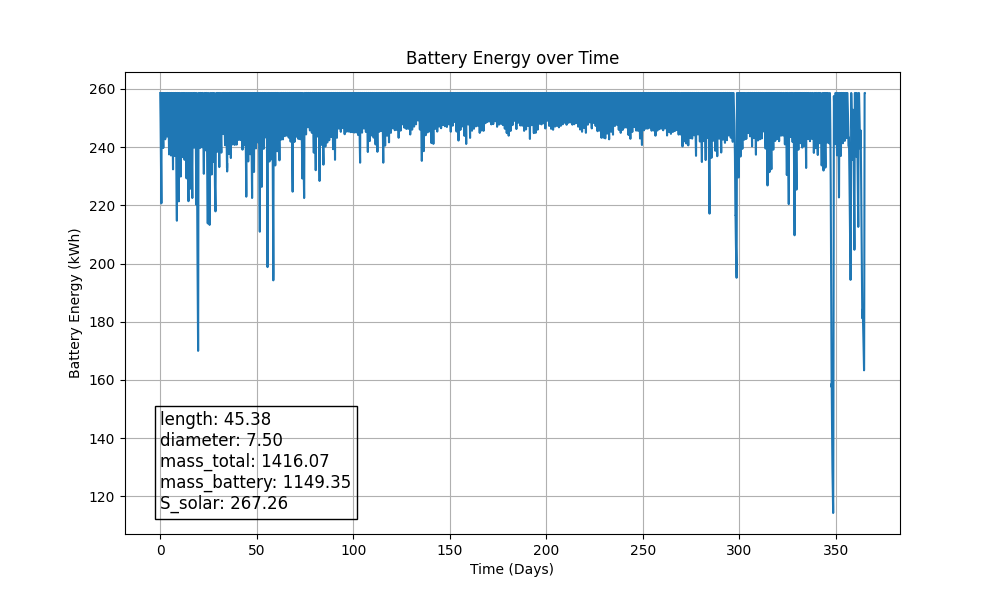 Battery Energy over Time
Battery Energy (kWh)
260
240
220
200
180
160
140
120
length: 45.38
diameter: 7.50
mass_total: 1416.07
mass_battery: 1149.35
S_solar: 267.26
0 50 100 150 200 250 300 350
Time (Days)